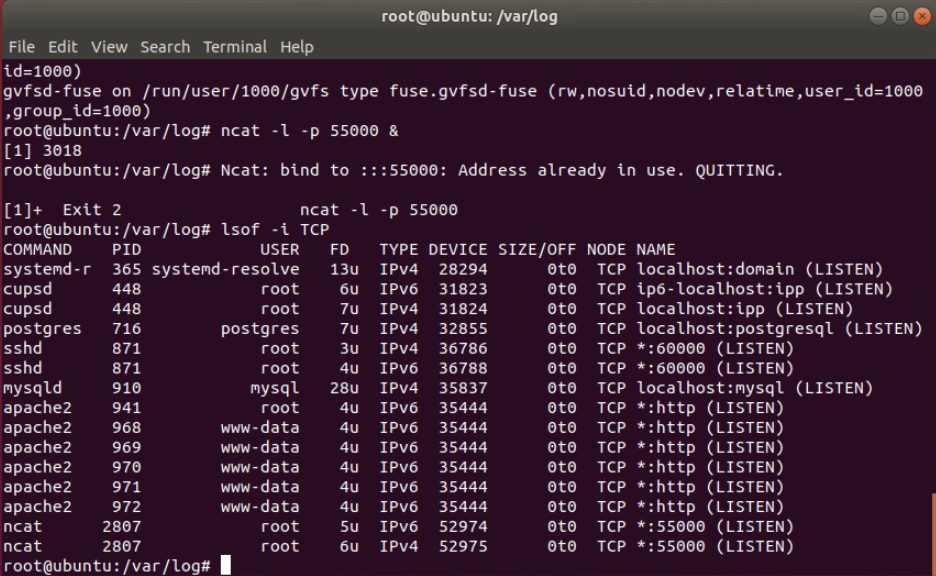 root@ubuntu: /var/log
File Edit View Search Terminal Help
id=1000)
gvfsd-fuse on /run/user/1000/gvfs type fuse.gvfsd-fuse (rw,nosuid,nodev,relatime,user_id=1000
,group_id=1000)
root@ubuntu:/var/log# ncat -l -p 55000 &
[1] 3018
root@ubuntu:/var/log# Ncat: bind to :::55000: Address already in use. QUITTING.
[1]+  Exit 2                  ncat -l -p 55000
root@ubuntu:/var/log# lsof -i TCP
COMMAND    PID            USER   FD   TYPE DEVICE SIZE/OFF NODE NAME
systemd-r  365 systemd-resolve   13u  IPv4  28294      0t0  TCP localhost:domain (LISTEN)
cupsd      448            root    6u  IPv6  31823      0t0  TCP ip6-localhost:ipp (LISTEN)
cupsd      448            root    7u  IPv4  31824      0t0  TCP localhost:ipp (LISTEN)
postgres   716        postgres    7u  IPv4  32855      0t0  TCP localhost:postgresql (LISTEN)
sshd       871            root    3u  IPv4  36786      0t0  TCP *:60000 (LISTEN)
sshd       871            root    4u  IPv6  36788      0t0  TCP *:60000 (LISTEN)
mysqld     910           mysql   28u  IPv4  35837      0t0  TCP localhost:mysql (LISTEN)
apache2    941            root    4u  IPv6  35444      0t0  TCP *:http (LISTEN)
apache2    968        www-data    4u  IPv6  35444      0t0  TCP *:http (LISTEN)
apache2    969        www-data    4u  IPv6  35444      0t0  TCP *:http (LISTEN)
apache2    970        www-data    4u  IPv6  35444      0t0  TCP *:http (LISTEN)
apache2    971        www-data    4u  IPv6  35444      0t0  TCP *:http (LISTEN)
apache2    972        www-data    4u  IPv6  35444      0t0  TCP *:http (LISTEN)
ncat      2807            root    5u  IPv6  52974      0t0  TCP *:55000 (LISTEN)
ncat      2807            root    6u  IPv4  52975      0t0  TCP *:55000 (LISTEN)
root@ubuntu:/var/log#